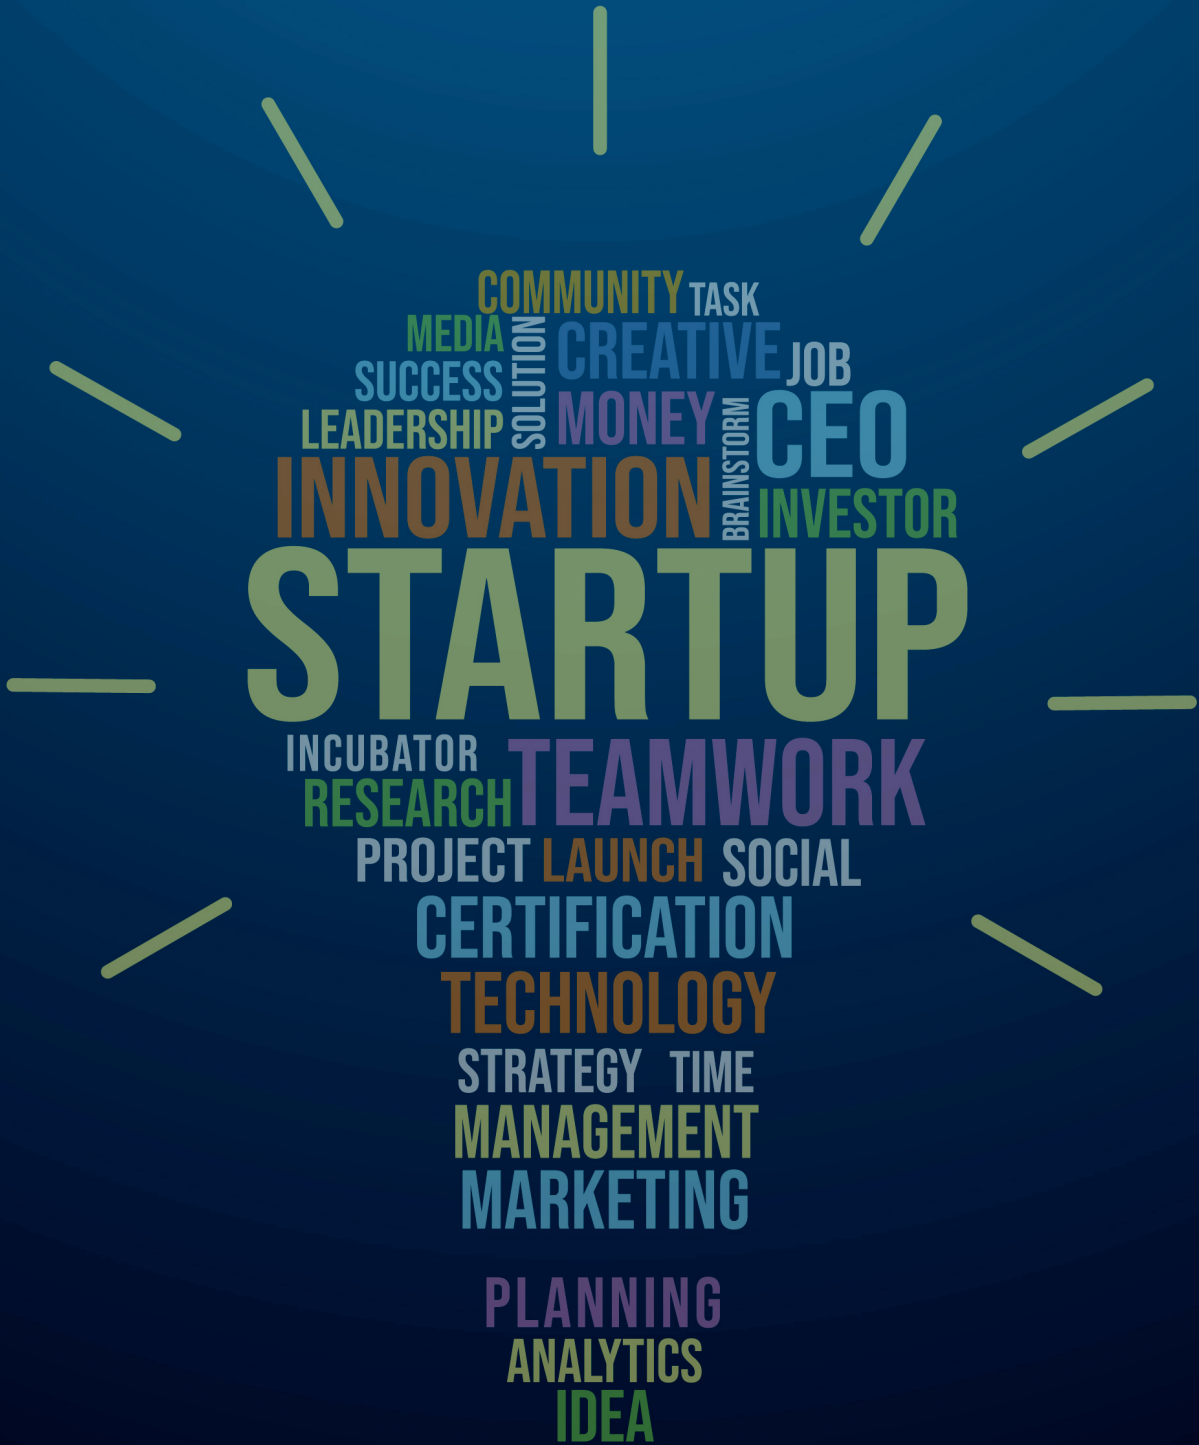 COMMUNITY TASK
MEDIA
SOLUTION
CREATIVE
JOB
SUCCESS
LEADERSHIP
MONEY
BRAINSTORM
CEO
INNOVATION
INVESTOR
STARTUP
INCUBATOR
TEAMWORK
RESEARCH
PROJECT LAUNCH SOCIAL
CERTIFICATION
TECHNOLOGY
STRATEGY TIME
MANAGEMENT
MARKETING
PLANNING
ANALYTICS
IDEA